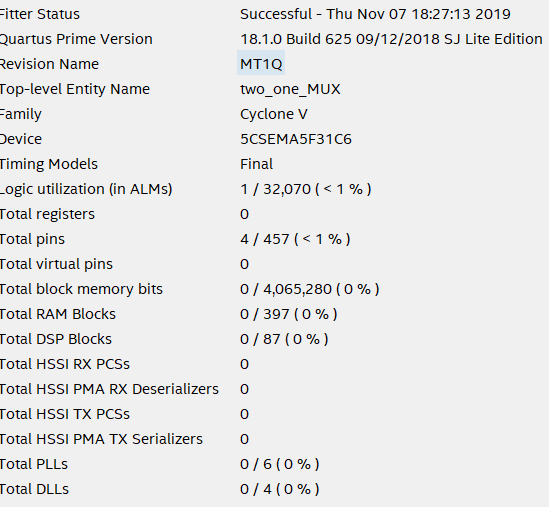 Fitter Status Successful - Thu Nov 07 18:27:13 2019
Quartus Prime Version 18.1.0 Build 625 09/12/2018 SJ Lite Edition
Revision Name MT1Q
Top-level Entity Name two_one_MUX
Family Cyclone V
Device 5CSEMA5F31C6
Timing Models Final
Logic utilization (in ALMs) 1 / 32,070 ( < 1 % )
Total registers 0
Total pins 4 / 457 ( < 1 % )
Total virtual pins 0
Total block memory bits 0 / 4,065,280 ( 0 % )
Total RAM Blocks 0 / 397 ( 0 % )
Total DSP Blocks 0 / 87 ( 0 % )
Total HSSI RX PCSs 0
Total HSSI PMA RX Deserializers 0
Total HSSI TX PCSs 0
Total HSSI PMA TX Serializers 0
Total PLLs 0 / 6 ( 0 % )
Total DLLs 0 / 4 ( 0 % )